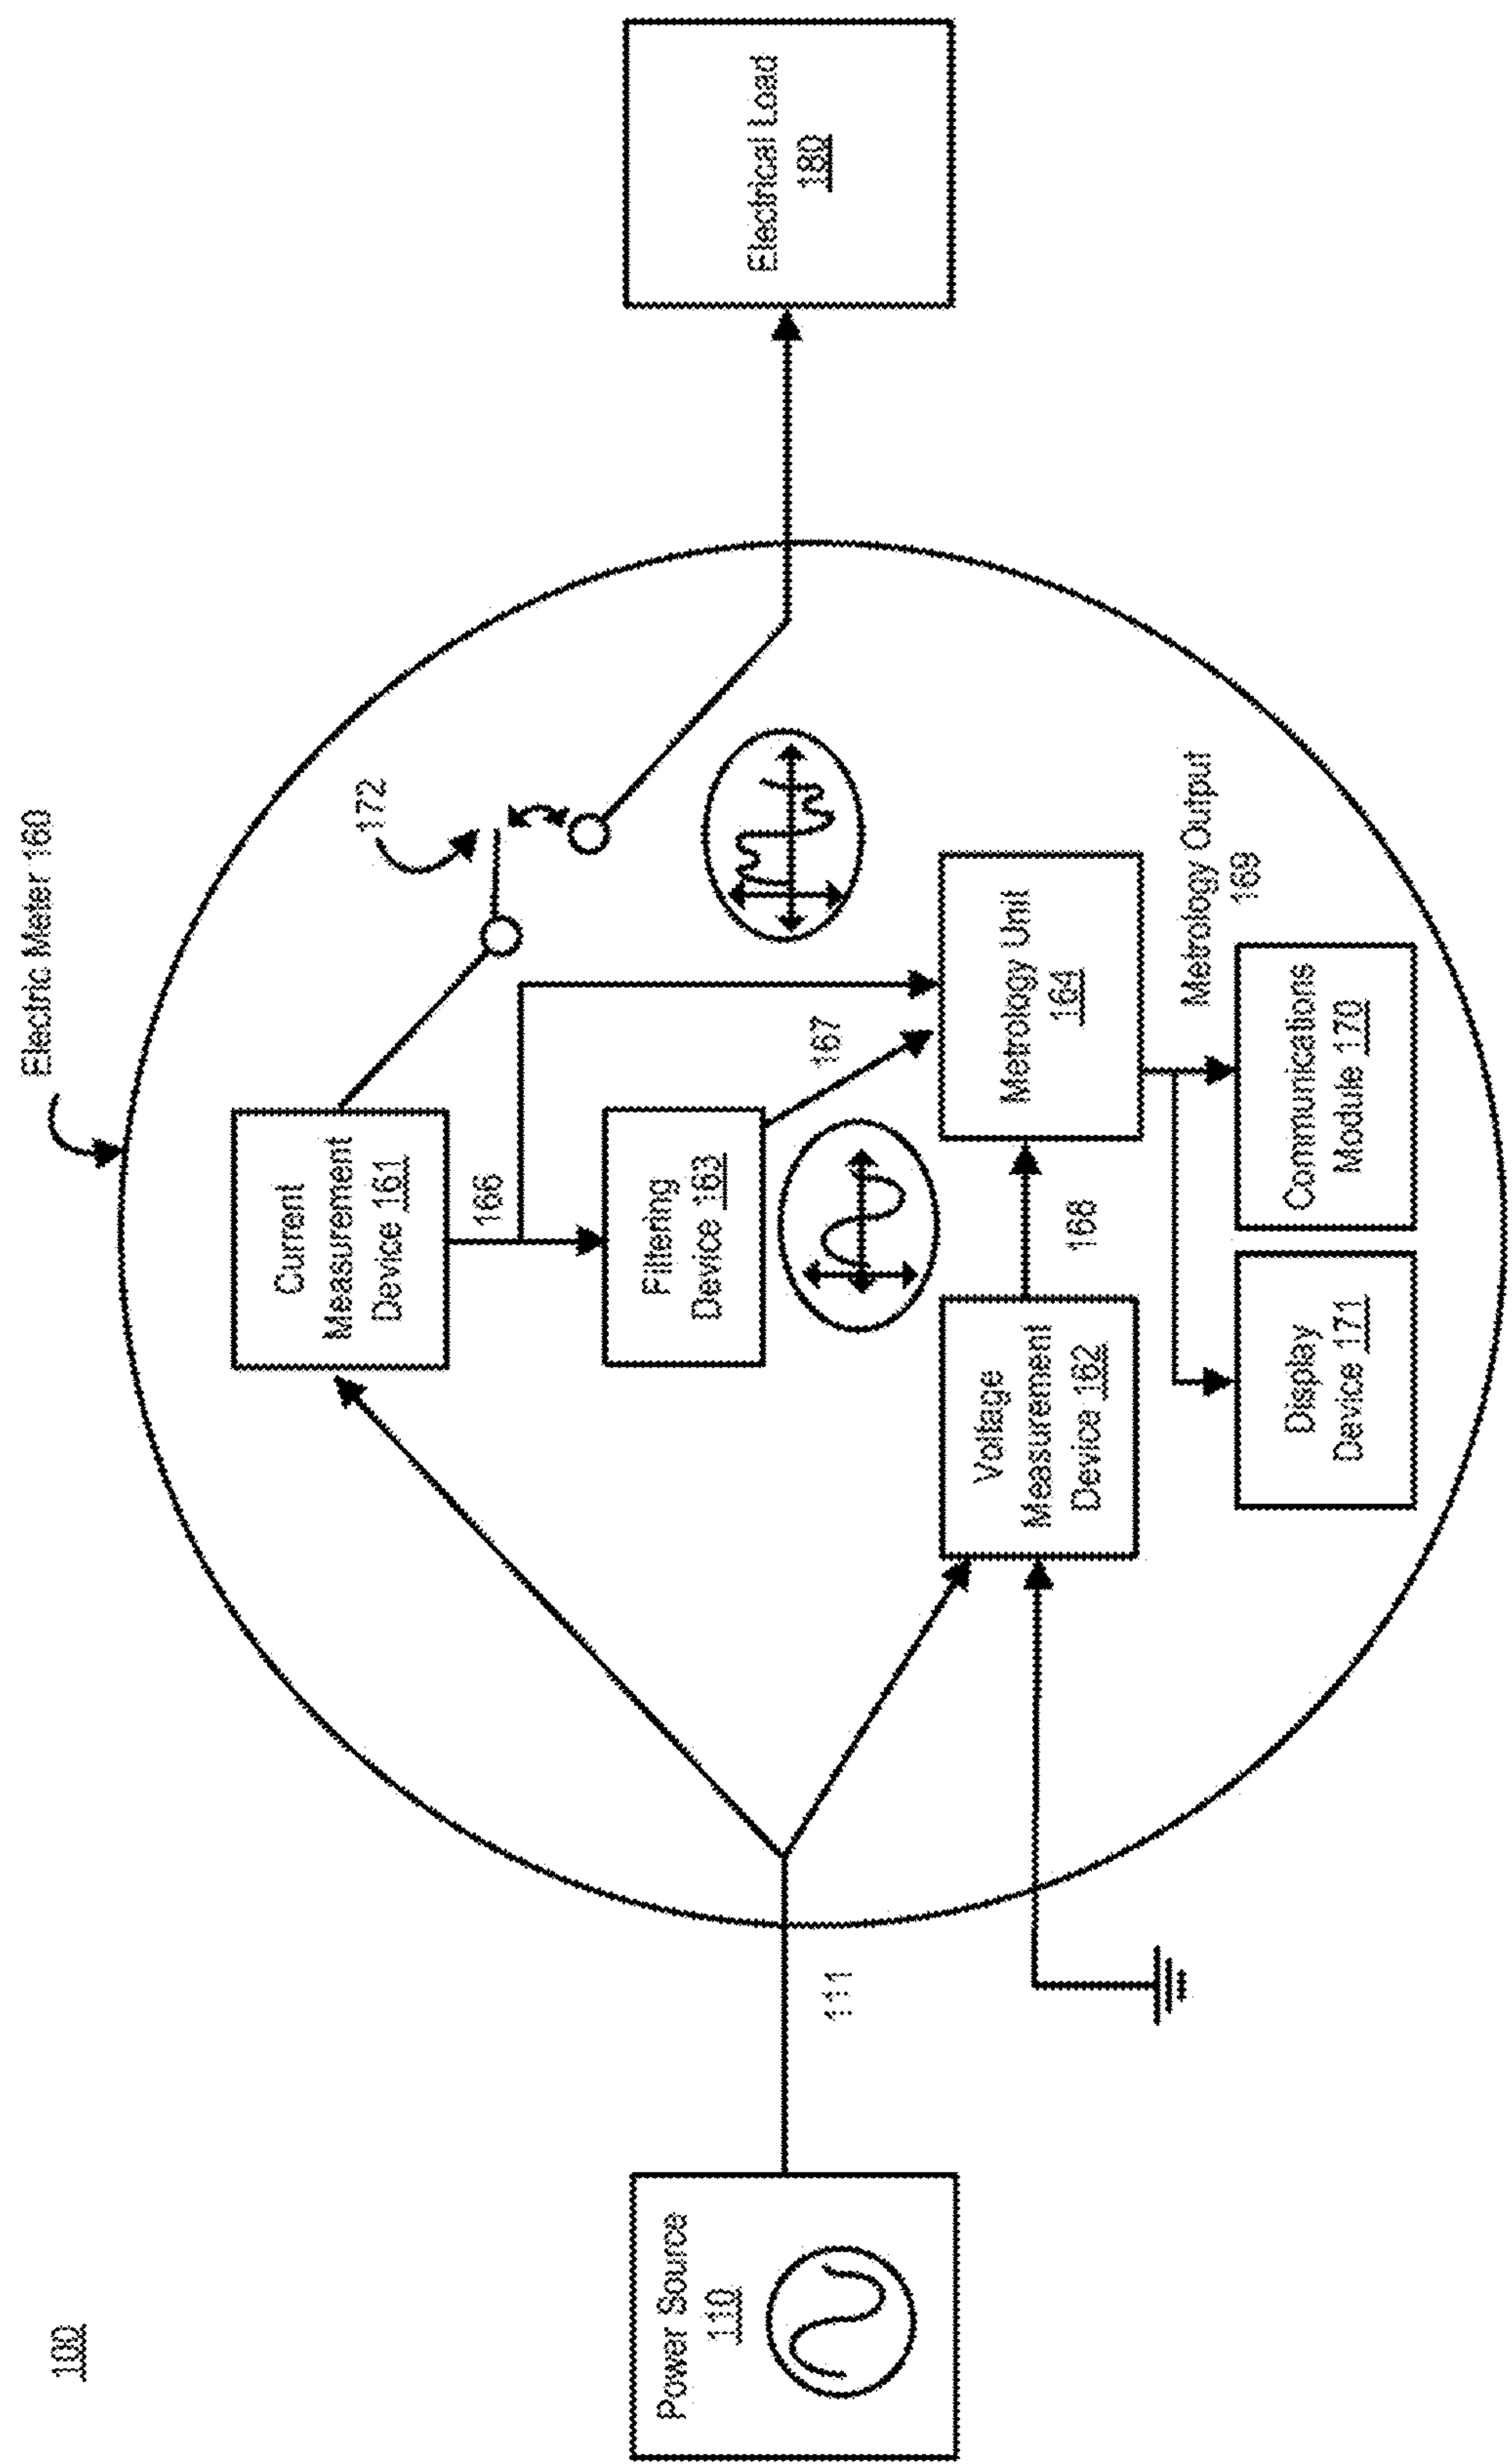 100
Power Source
110
111
Electric Meter 160
Current
Measurement
Device 161
166
172
Filtering
Device 163
167
Voltage
Measurement
Device 162
168
Metrology Unit
164
Metrology Output
169
Display
Device 171
Communications
Module 170
Electrical Load
180